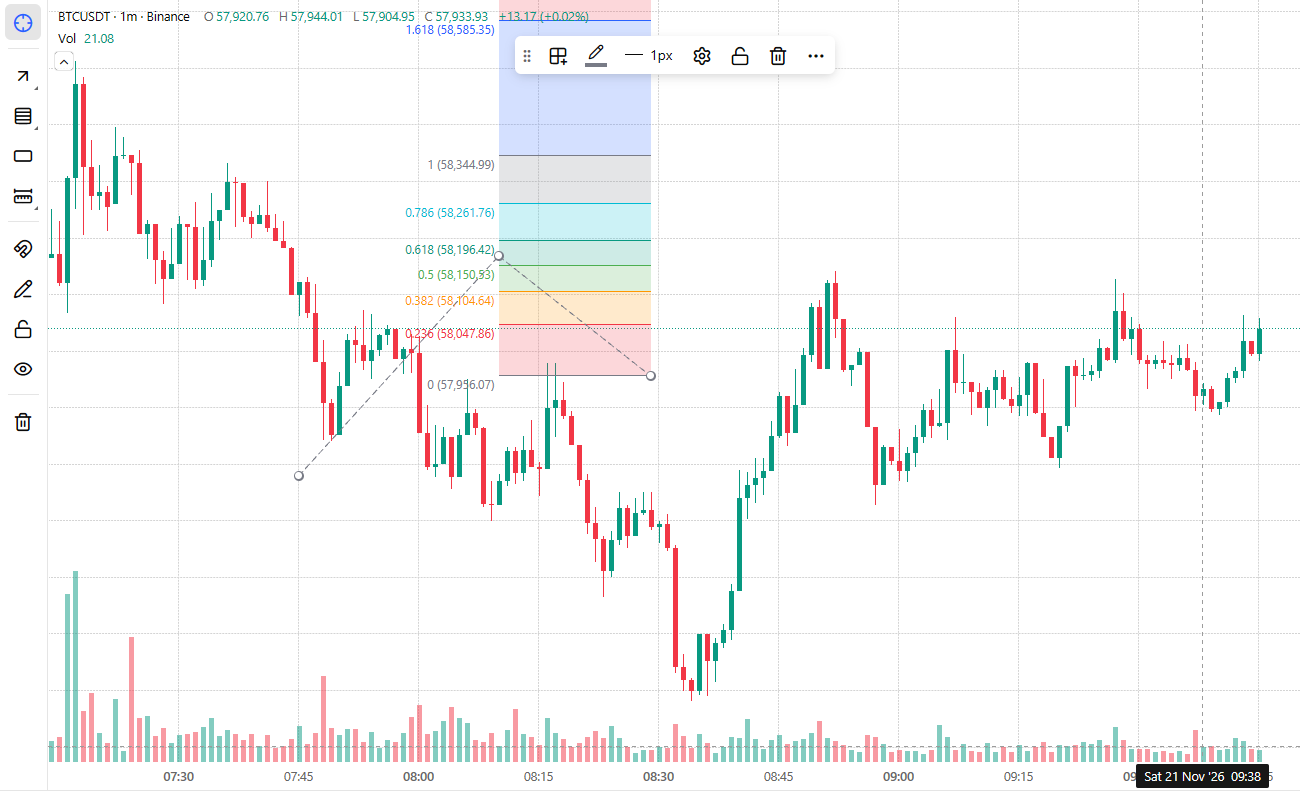 BTCUSDT · 1m · Binance O 57,920.76 H 57,944.01 L 57,904.95 C 57,933.93 +13.17 (+0.02%)
Vol 21.08
1.618 (58,585.35)
1px
1 (58,344.99)
0.786 (58,261.76)
0.618 (58,196.42)
0.5 (58,150.53)
0.382 (58,104.64)
0.236 (58,047.86)
0 (57,956.07)
07:30 07:45 08:00 08:15 08:30 08:45 09:00 09:15 Sat 21 Nov '26 09:38